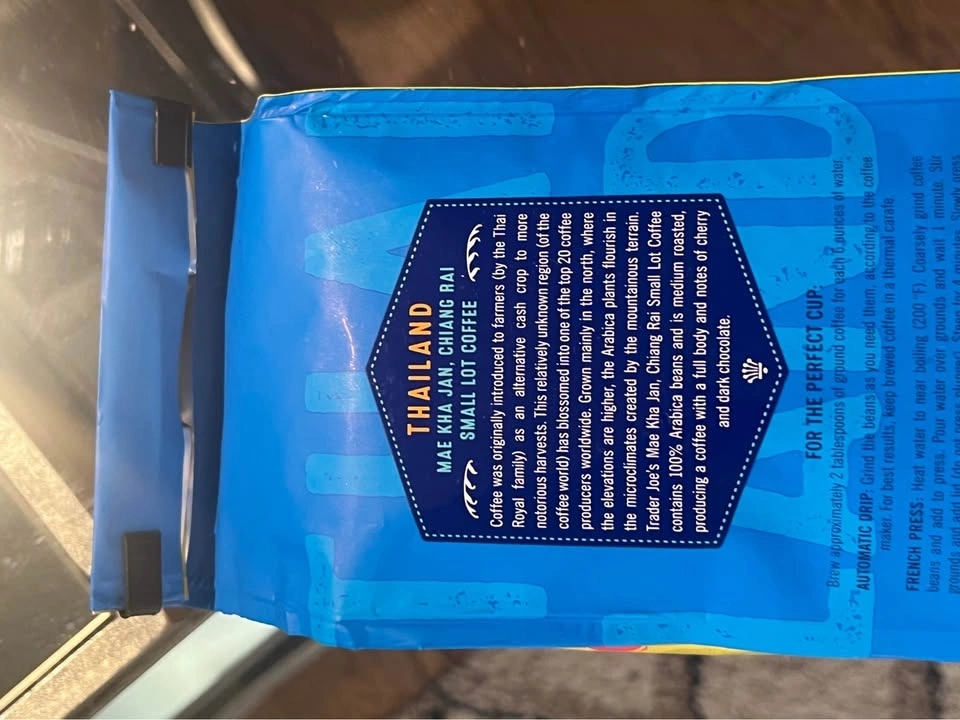 THAILAND
THAILAND
MAE KHA JAN, CHIANG RAI
SMALL LOT COFFEE
Coffee was originally introduced to farmers (by the Thai
Royal family) as an alternative cash crop to more
notorious harvests. This relatively unknown region (of the
coffee world) has blossomed into one of the top 20 coffee
producers worldwide. Grown mainly in the north, where
the elevations are higher, the Arabica plants flourish in
the microclimates created by the mountainous terrain.
Trader Joe's Mae Kha Jan, Chiang Rai Small Lot Coffee
contains 100% Arabica beans and is medium roasted,
producing a coffee with a full body and notes of cherry
and dark chocolate.
FOR THE PERFECT CUP:
Brew approximately 2 tablespoons of ground coffee for each 6 ounces of water.
AUTOMATIC DRIP: Grind the beans as you need them, according to the coffee
maker. For best results, keep brewed coffee in a thermal carafe.
FRENCH PRESS: Heat water to near boiling (200 °F). Coarsely grind coffee
beans and add to press. Pour water over grounds and wait 1 minute. Stir